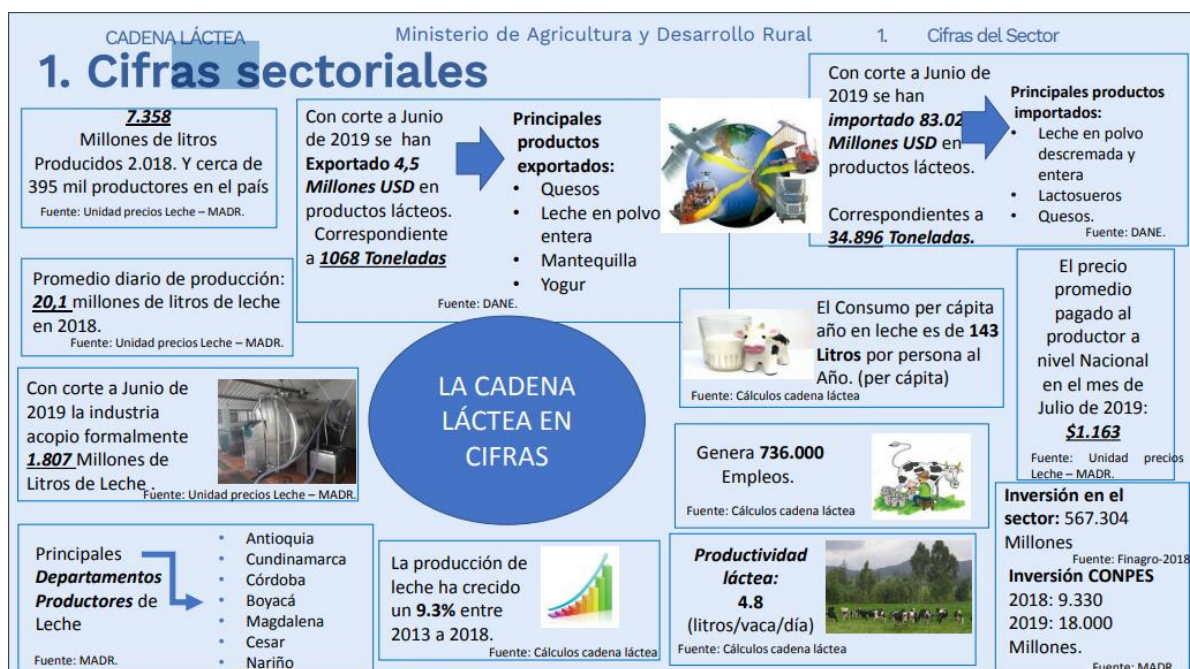 CADENA LÁCTEA
Ministerio de Agricultura y Desarrollo Rural
1. Cifras del Sector
1. Cifras sectoriales
7.358
Millones de litros
Producidos 2.018. Y cerca de
395 mil productores en el país
Fuente: Unidad precios Leche – MADR.
Promedio diario de producción:
20,1 millones de litros de leche
en 2018.
Fuente: Unidad precios Leche – MADR.
Con corte a Junio de
2019 la industria
acopio formalmente
1.807 Millones de
Litros de Leche .
Fuente: Unidad precios Leche – MADR.
Principales
Departamentos
Productores de
Leche
Fuente: MADR.
• Antioquia
• Cundinamarca
• Córdoba
• Boyacá
• Magdalena
• Cesar
• Nariño
Con corte a Junio
de 2019 se han
Exportado 4,5
Millones USD en
productos lácteos.
Correspondiente
a 1068 Toneladas
Principales
productos
exportados:
• Quesos
• Leche en polvo
entera
• Mantequilla
• Yogur
Fuente: DANE.
LA CADENA
LÁCTEA EN
CIFRAS
La producción de
leche ha crecido
un 9.3% entre
2013 a 2018.
Fuente: Cálculos cadena láctea
Con corte a Junio de
2019 se han
importado 83.02
Millones USD en
productos lácteos.
Correspondientes a
34.896 Toneladas.
Principales productos
importados:
• Leche en polvo
descremada y
entera
• Lactosueros
• Quesos.
Fuente: DANE.
El Consumo per cápita
año en leche es de 143
Litros por persona al
Año. (per cápita)
Fuente: Cálculos cadena láctea
Genera 736.000
Empleos.
Fuente: Cálculos cadena láctea
Productividad
láctea:
4.8
(litros/vaca/día)
Fuente: Cálculos cadena láctea
El precio
promedio
pagado al
productor a
nivel Nacional
en el mes de
Julio de 2019:
$1.163
Fuente: Unidad precios
Leche – MADR.
Inversión en el
sector: 567.304
Millones
Fuente: Finagro-2018
Inversión CONPES
2018: 9.330
2019: 18.000
Millones.
Fuente: MADR